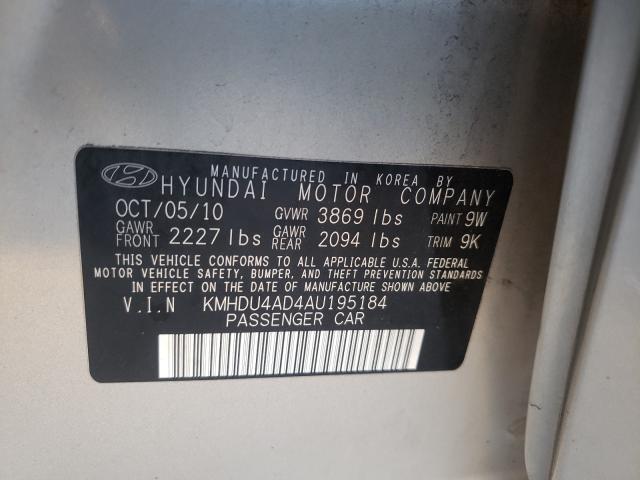 MANUFACTURED IN KOREA BY
HYUNDAI MOTOR COMPANY
OCT/05/10 GVWR 3869 lbs PAINT 9W
GAWR FRONT 2227 lbs GAWR REAR 2094 lbs TRIM 9K
THIS VEHICLE CONFORMS TO ALL APPLICABLE U.S.A. FEDERAL
MOTOR VEHICLE SAFETY, BUMPER, AND THEFT PREVENTION STANDARDS
IN EFFECT ON THE DATE OF MANUFACTURE SHOWN ABOVE.
V.I.N KMHDU4AD4AU195184
PASSENGER CAR